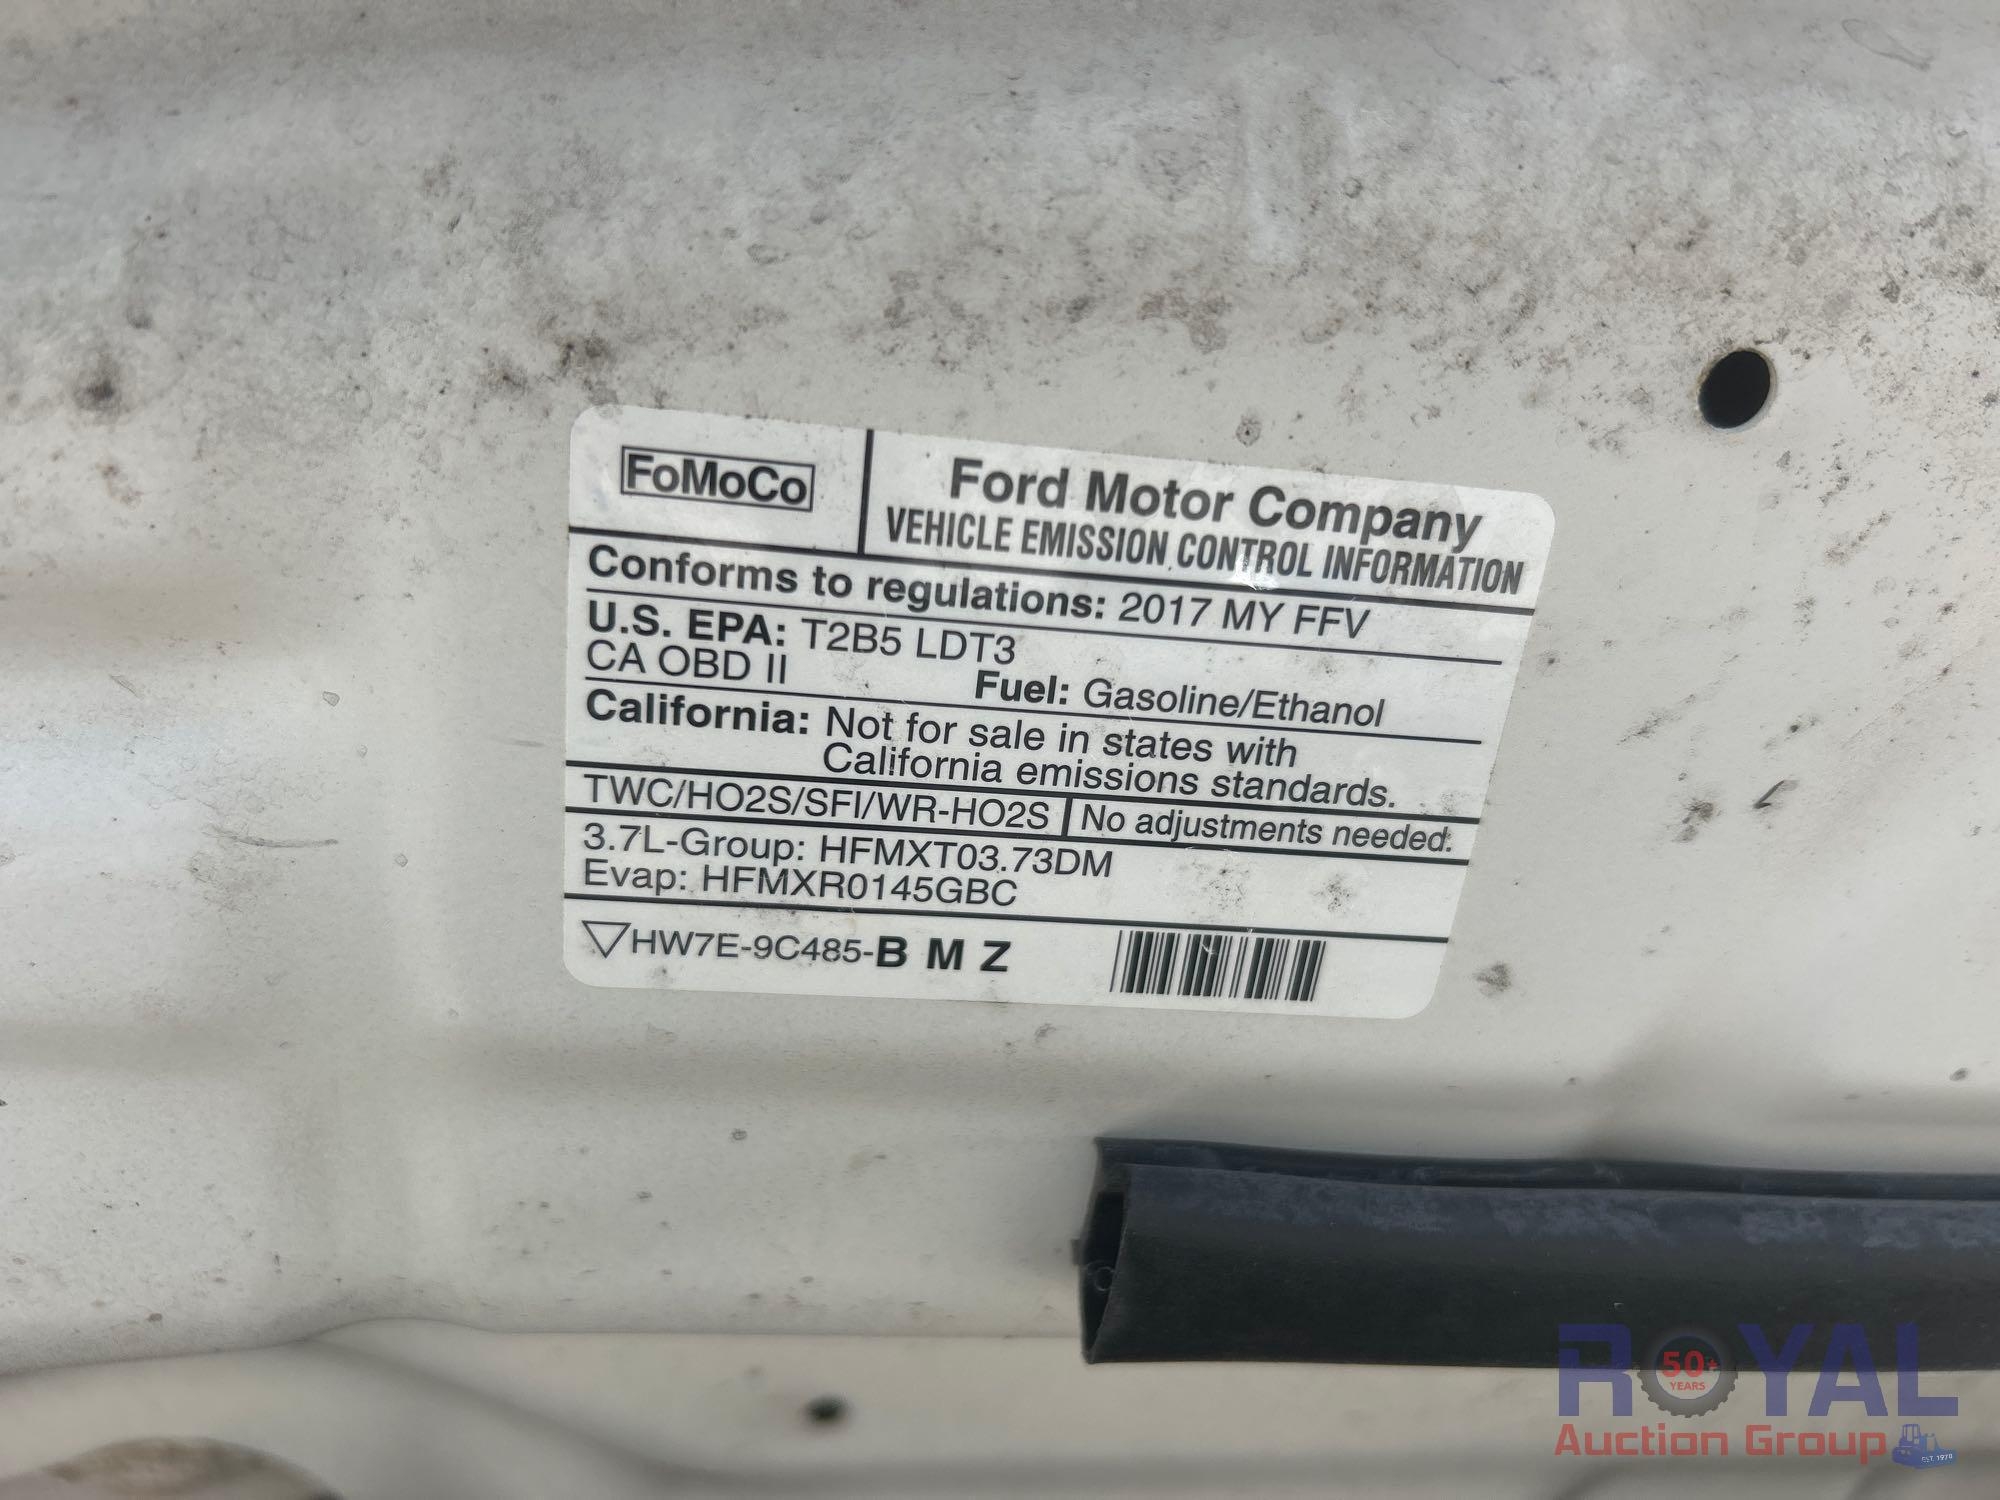 FoMoCo
Ford Motor Company
VEHICLE EMISSION CONTROL INFORMATION
Conforms to regulations: 2017 MY FFV
U.S. EPA: T2B5 LDT3
CA OBD II
Fuel: Gasoline/Ethanol
California: Not for sale in states with
California emissions standards.
TWC/HO2S/SFI/WR-HO2S
No adjustments needed.
3.7L-Group: HFMXT03.73DM
Evap: HFMXR0145GBC
HW7E-9C485-B M Z
ROYAL
50+
YEARS
Auction Group
EST. 1970